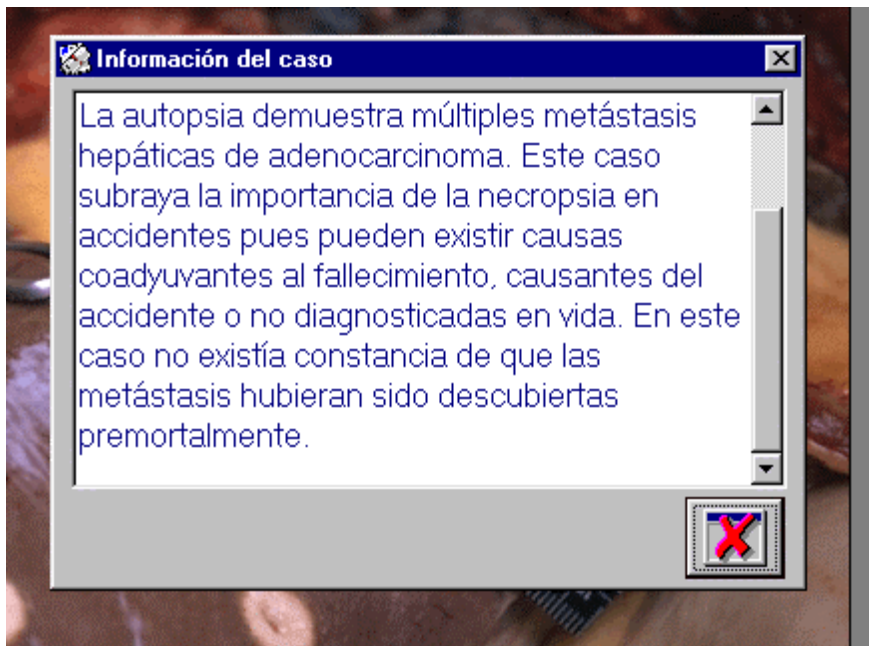 Información del caso
La autopsia demuestra múltiples metástasis
hepáticas de adenocarcinoma. Este caso
subraya la importancia de la necropsia en
accidentes pues pueden existir causas
coadyuvantes al fallecimiento, causantes del
accidente o no diagnosticadas en vida. En este
caso no existía constancia de que las
metástasis hubieran sido descubiertas
premortalmente.